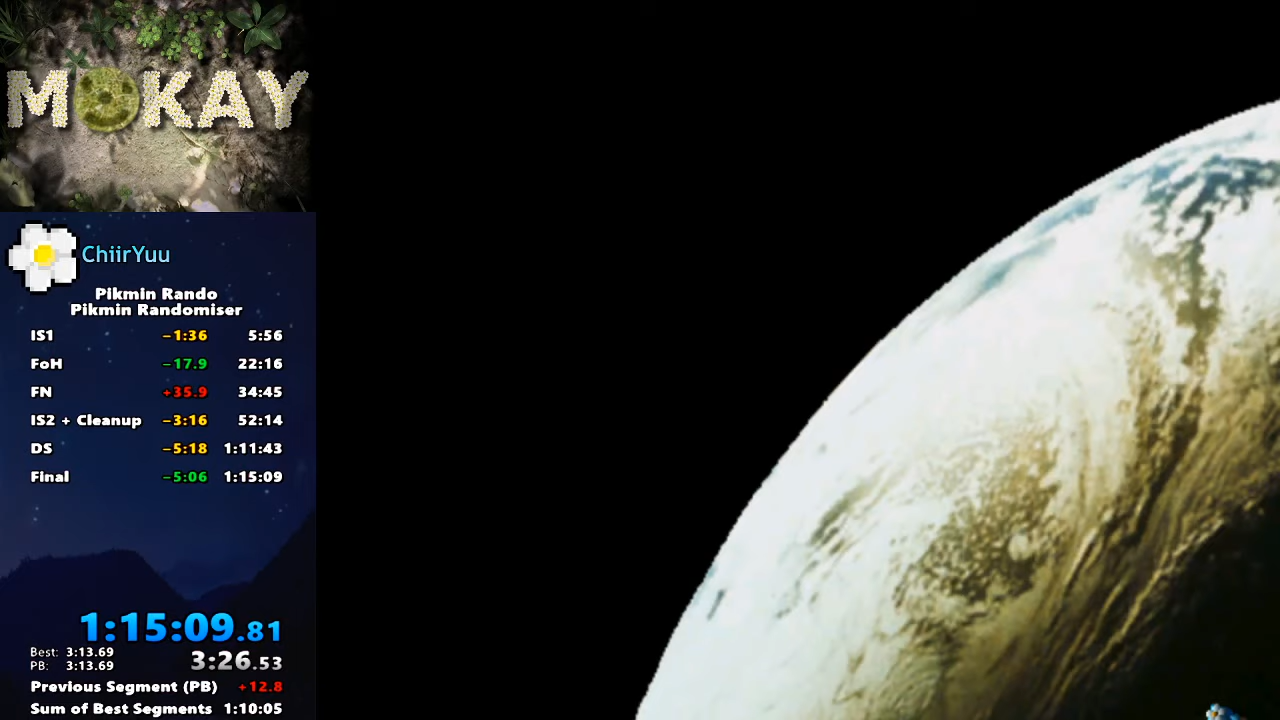 MOKAY
ChiirYuu
Pikmin Rando
Pikmin Randomiser
IS1 -1:36 5:56
FoH -17.9 22:16
FN +35.9 34:45
IS2 + Cleanup -3:16 52:14
DS -5:18 1:11:43
Final -5:06 1:15:09
1:15:09.81
Best: 3:13.69
PB: 3:13.69
3:26.53
Previous Segment (PB) +12.8
Sum of Best Segments 1:10:05